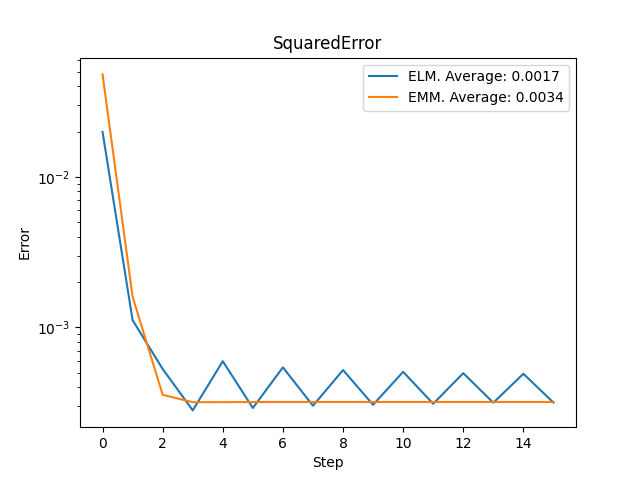 SquaredError
ELM. Average: 0.0017
EMM. Average: 0.0034
Error
10⁻²
10⁻³
0 2 4 6 8 10 12 14
Step